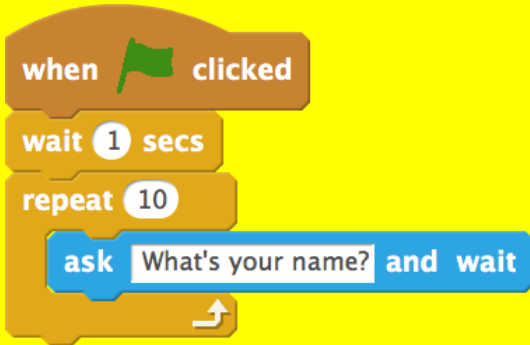 when clicked
wait 1 secs
repeat 10
ask What's your name? and wait